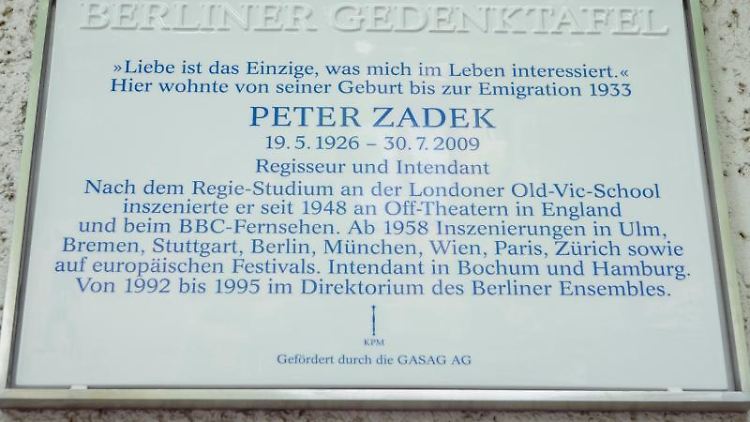 BERLINER GEDENKTAFEL
»Liebe ist das Einzige, was mich im Leben interessiert.«
Hier wohnte von seiner Geburt bis zur Emigration 1933
PETER ZADEK
19. 5. 1926 – 30. 7. 2009
Regisseur und Intendant
Nach dem Regie-Studium an der Londoner Old-Vic-School
inszenierte er seit 1948 an Off-Theatern in England
und beim BBC-Fernsehen. Ab 1958 Inszenierungen in Ulm,
Bremen, Stuttgart, Berlin, München, Wien, Paris, Zürich sowie
auf europäischen Festivals. Intendant in Bochum und Hamburg.
Von 1992 bis 1995 im Direktorium des Berliner Ensembles.
KPM
Gefördert durch die GASAG AG